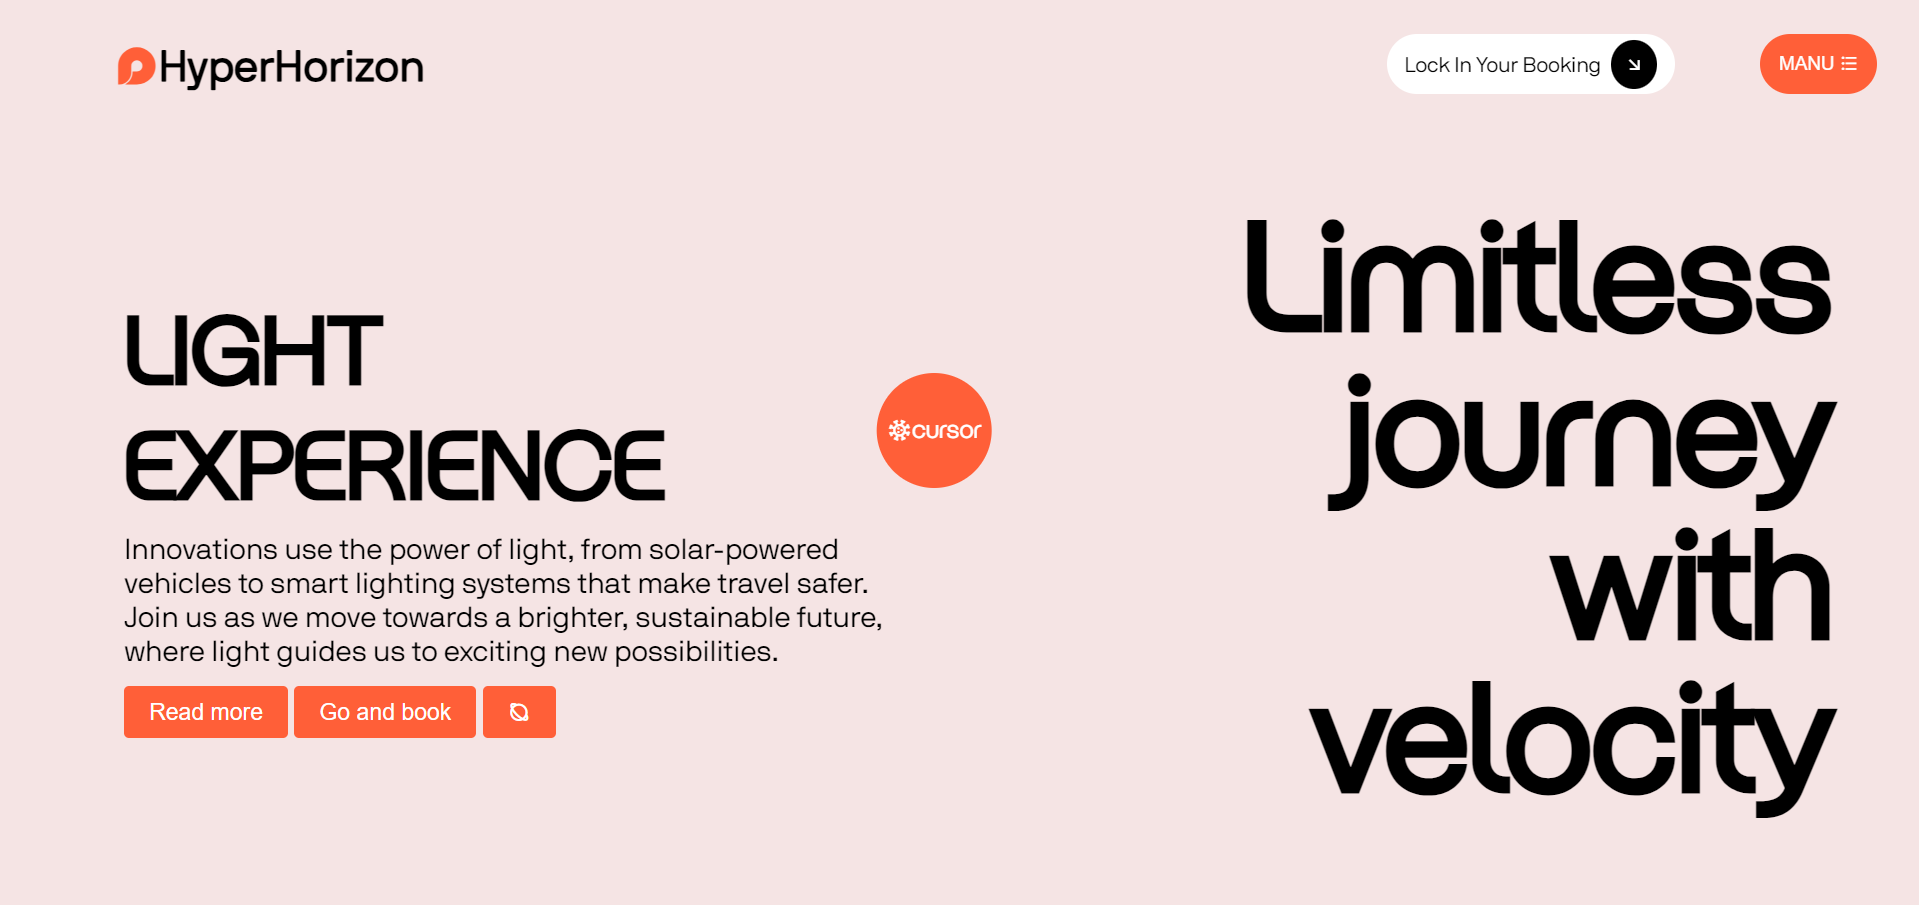 HyperHorizon
Lock In Your Booking
MANU
LIGHT
EXPERIENCE
Innovations use the power of light, from solar-powered
vehicles to smart lighting systems that make travel safer.
Join us as we move towards a brighter, sustainable future,
where light guides us to exciting new possibilities.
Read more
Go and book
cursor
Limitless
journey
with
velocity